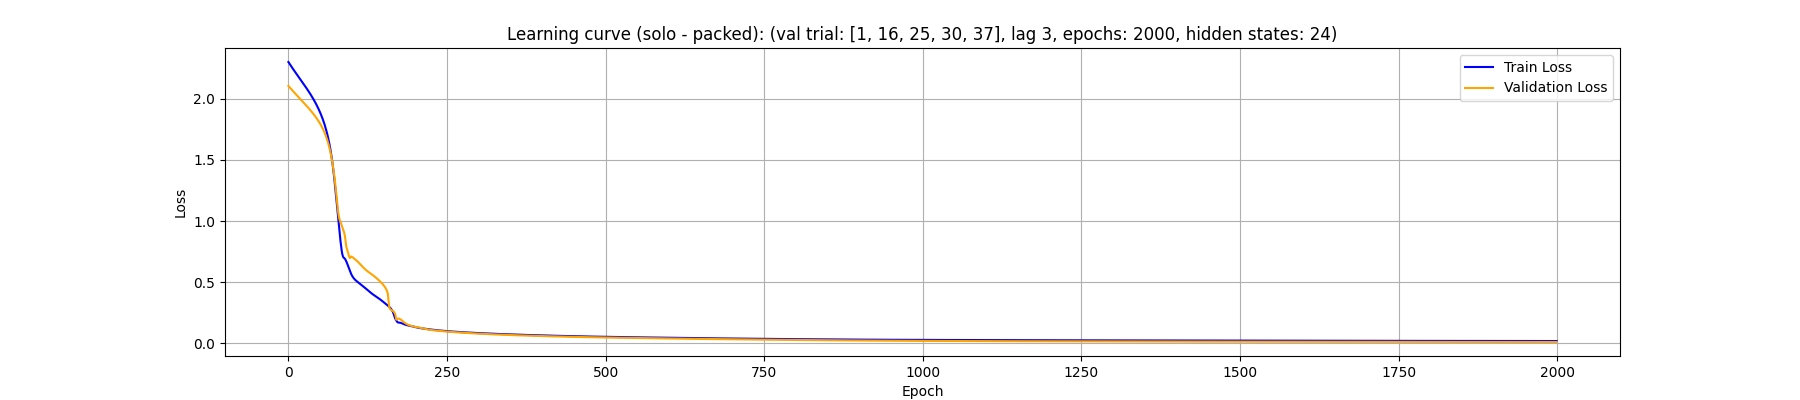 Learning curve (solo - packed): (val trial: [1, 16, 25, 30, 37], lag 3, epochs: 2000, hidden states: 24)
Train Loss
Validation Loss
2.0
1.5
1.0
0.5
0.0
Loss
0 250 500 750 1000 1250 1500 1750 2000
Epoch